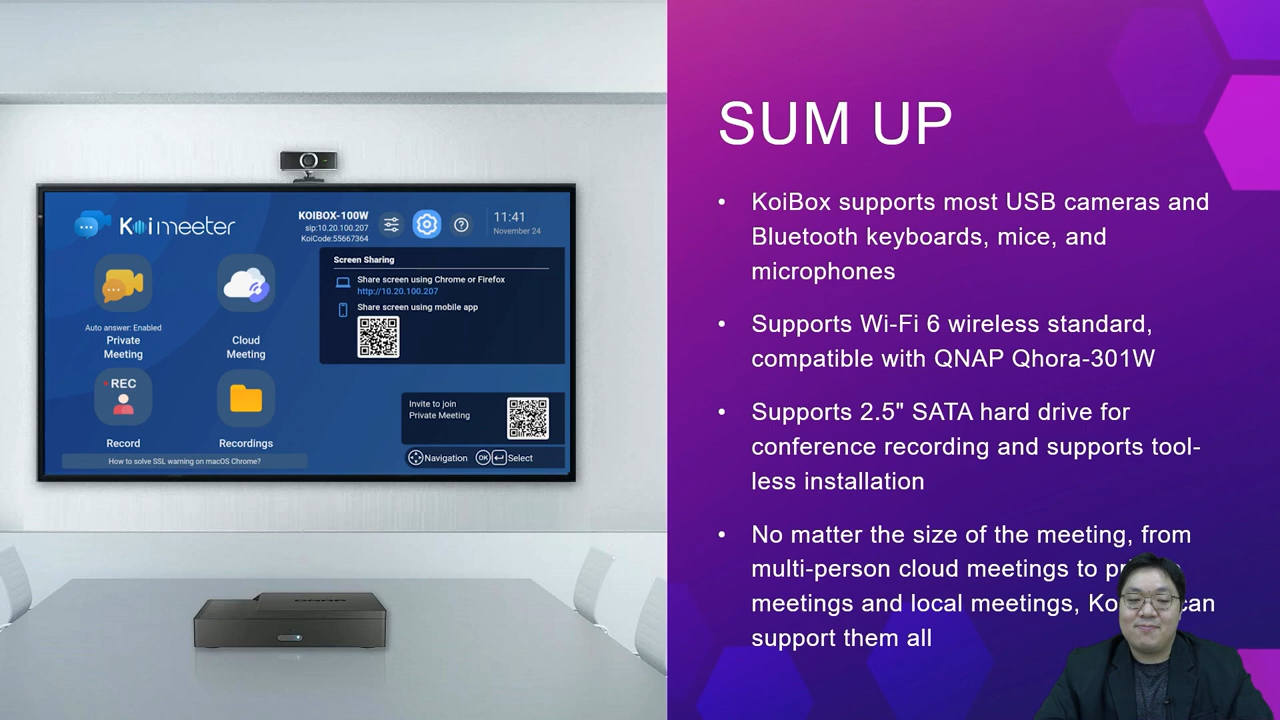 Koimeeter
KOIBOX-100W
sip:10.20.100.207
KoiCode:55667364
11:41
November 24
Screen Sharing
Share screen using Chrome or Firefox
http://10.20.100.207
Share screen using mobile app
Auto answer: Enabled
Private
Meeting
Cloud
Meeting
REC
Record
Recordings
Invite to join
Private Meeting
How to solve SSL warning on macOS Chrome?
Navigation
OK
Select
SUM UP
• KoiBox supports most USB cameras and
Bluetooth keyboards, mice, and
microphones
• Supports Wi-Fi 6 wireless standard,
compatible with QNAP Qhora-301W
• Supports 2.5" SATA hard drive for
conference recording and supports tool-
less installation
• No matter the size of the meeting, from
multi-person cloud meetings to
meetings and local meetings, can
support them all